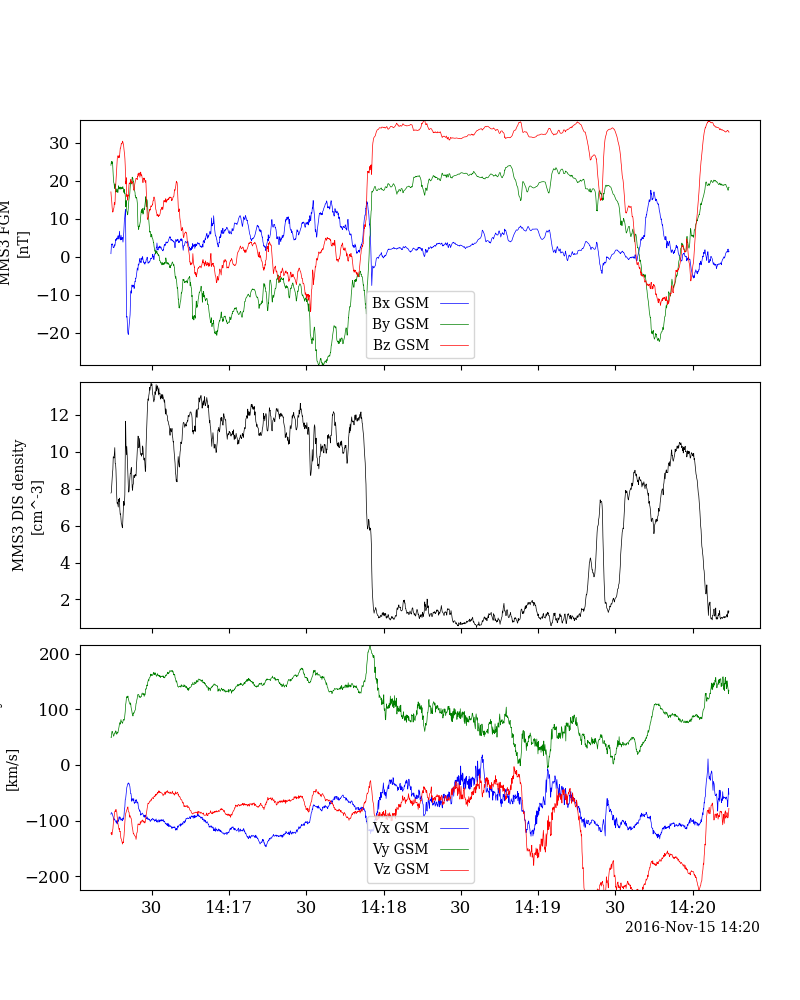 30
20
10
0
−10
−20
MMS3 FGM
[nT]
Bx GSM
By GSM
Bz GSM
12
10
8
6
4
2
MMS3 DIS density
[cm^-3]
200
100
0
−100
−200
[km/s]
Vx GSM
Vy GSM
Vz GSM
30 14:17 30 14:18 30 14:19 30 14:20
2016-Nov-15 14:20